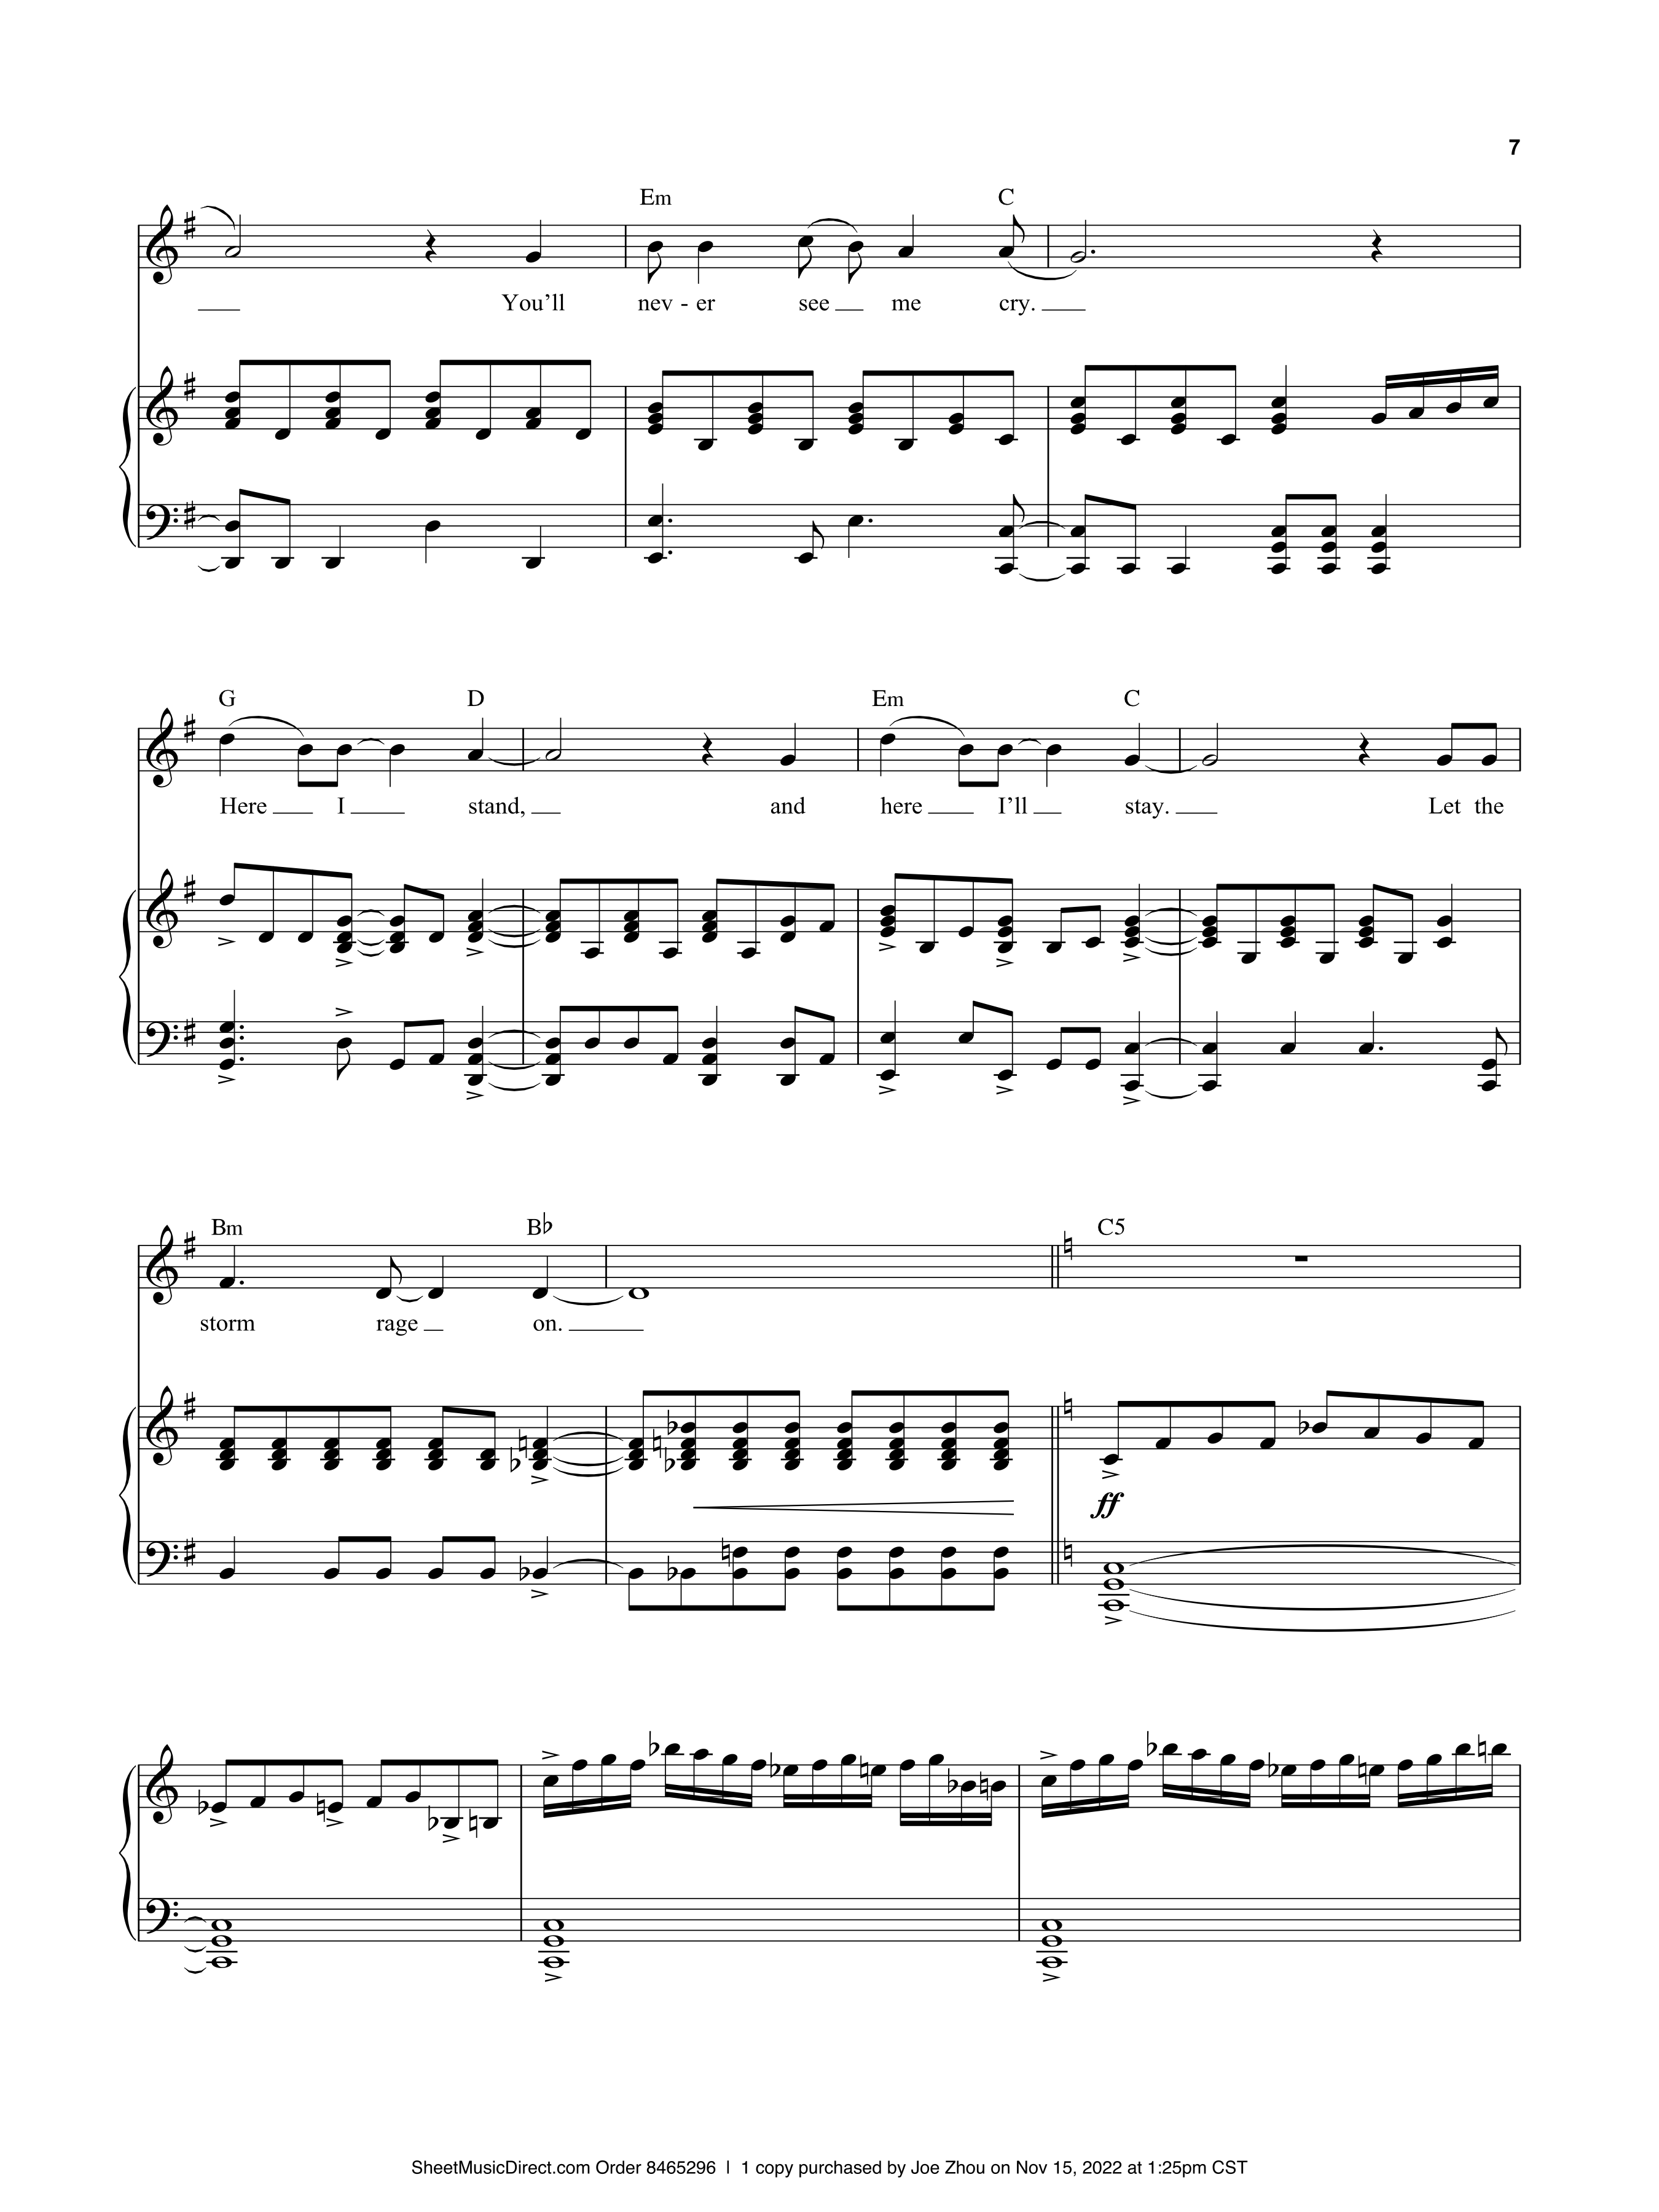 7
Em C
You'll nev - er see me cry.
G D Em C
Here I stand, and here I'll stay. Let the
Bm B♭ C5
storm rage on.
ff
SheetMusicDirect.com Order 8465296 | 1 copy purchased by Joe Zhou on Nov 15, 2022 at 1:25pm CST